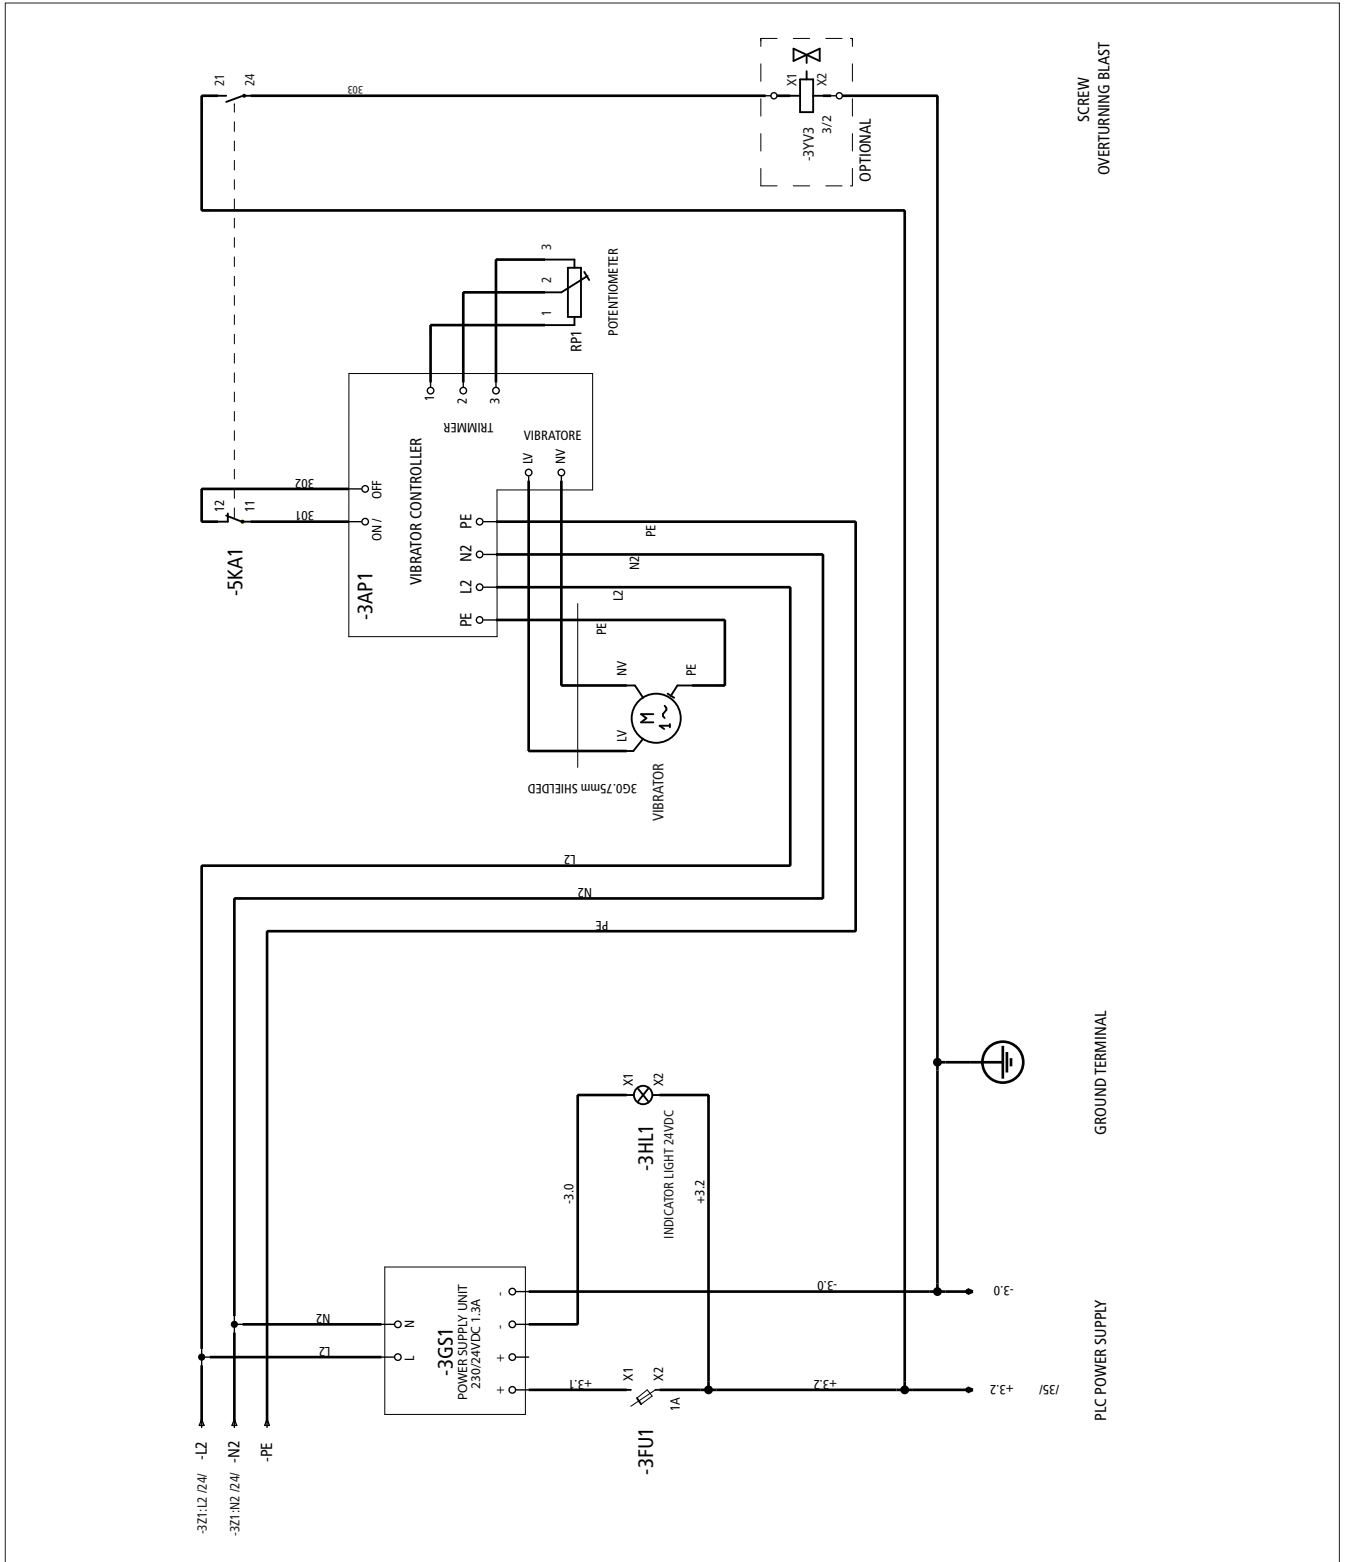 21
24
303
X1
X2
-3YV3
3/2
OPTIONAL
SCREW
OVERTURNING BLAST
3
2
1
RP1
POTENTIOMETER
1
2
3
TRIMMER
VIBRATORE
LV
NV
12
11
302
301
OFF
ON /
-5KA1
-3AP1
VIBRATOR CONTROLLER
PE
N2
L2
PE
PE
N2
L2
PE
NV
PE
LV
M
1~
3G0.75mm SHIELDED
VIBRATOR
L2
N2
PE
GROUND TERMINAL
X1
X2
-3HL1
INDICATOR LIGHT 24VDC
-3.0
+3.2
N2
L2
N
L
-3GS1
POWER SUPPLY UNIT
230/24VDC 1.3A
-
-
+
+
-3.0
-3.0
+3.1
X1
X2
1A
-3FU1
+3.2
+3.2
/35/
PLC POWER SUPPLY
-3Z1:L2 /24/ -L2
-3Z1:N2 /24/ -N2
-PE